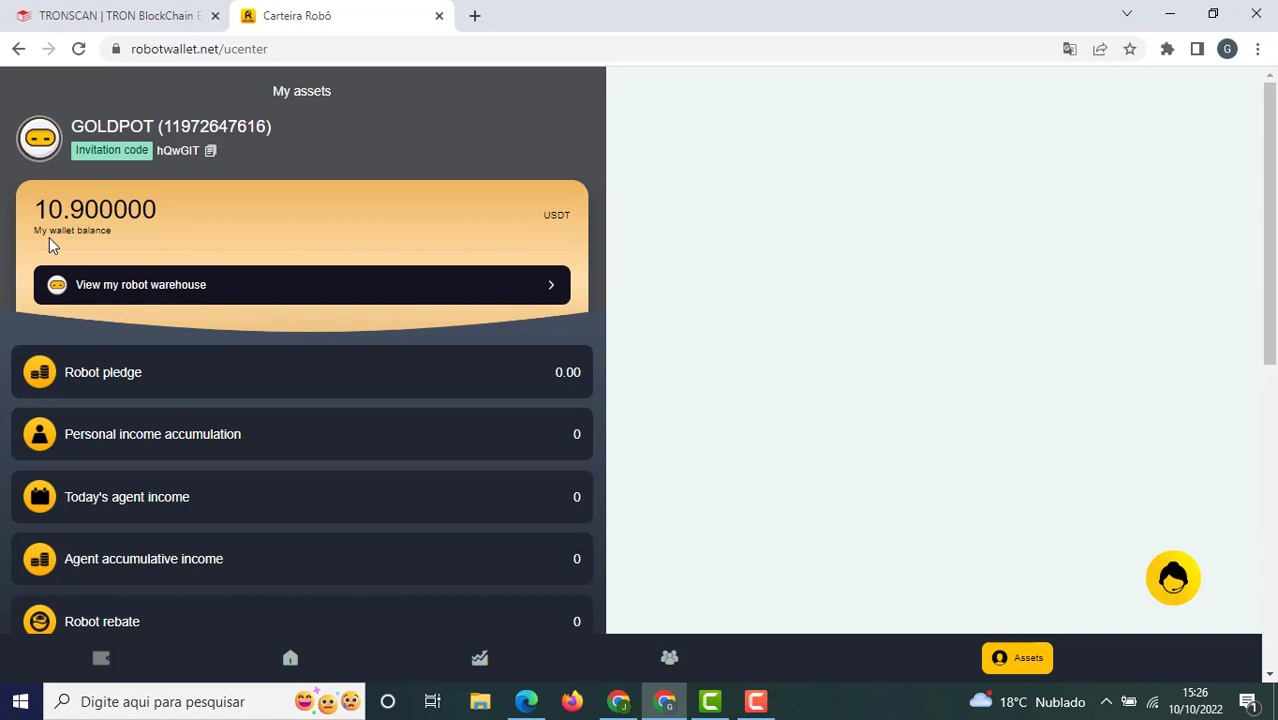 TRONSCAN | TRON BlockChain E
Carteira Robô
robotwallet.net/ucenter
G
My assets
GOLDPOT (11972647616)
Invitation code hQwGIT
10.900000
USDT
My wallet balance
View my robot warehouse
Robot pledge 0.00
Personal income accumulation 0
Today's agent income 0
Agent accumulative income 0
Robot rebate 0
Assets
Digite aqui para pesquisar
J
G
C
C
18°C Nublado
15:26
10/10/2022
1